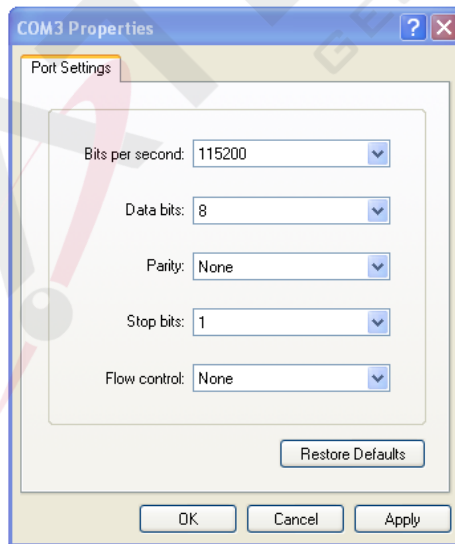 COM3 Properties
Port Settings
Bits per second: 115200
Data bits: 8
Parity: None
Stop bits: 1
Flow control: None
Restore Defaults
OK Cancel Apply